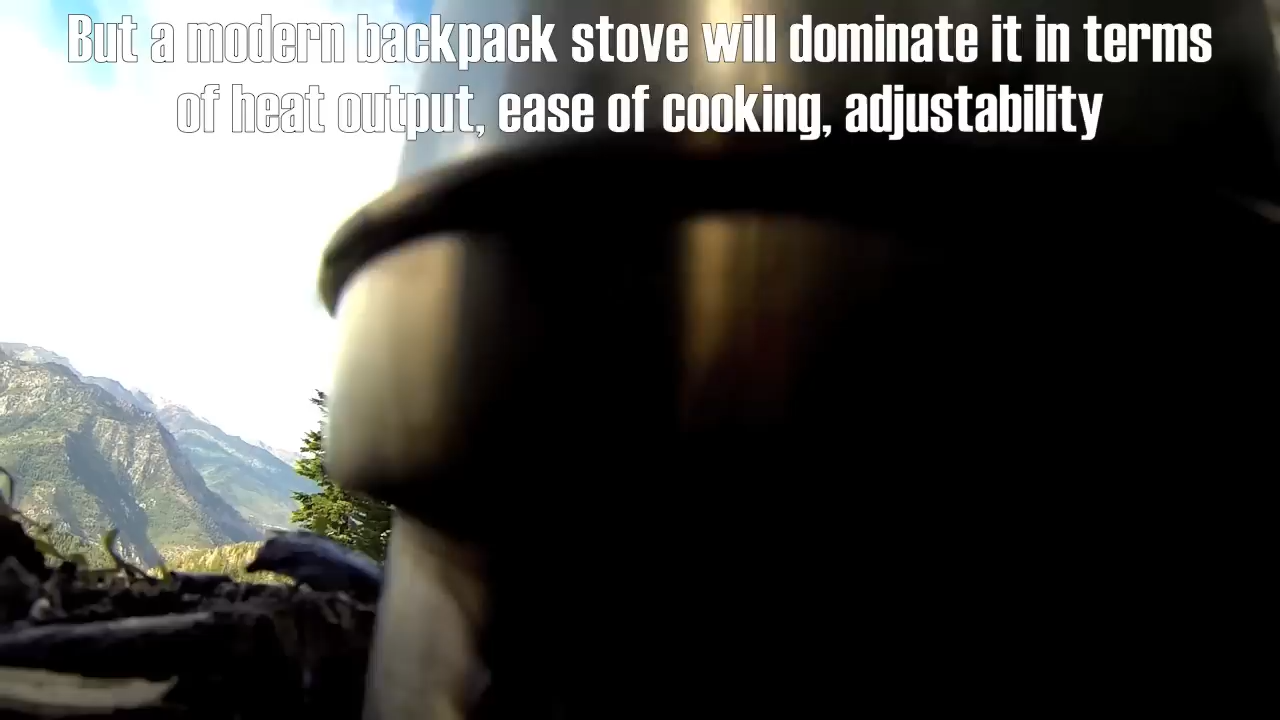 But a modern backpack stove will dominate it in terms
of heat output, ease of cooking, adjustability